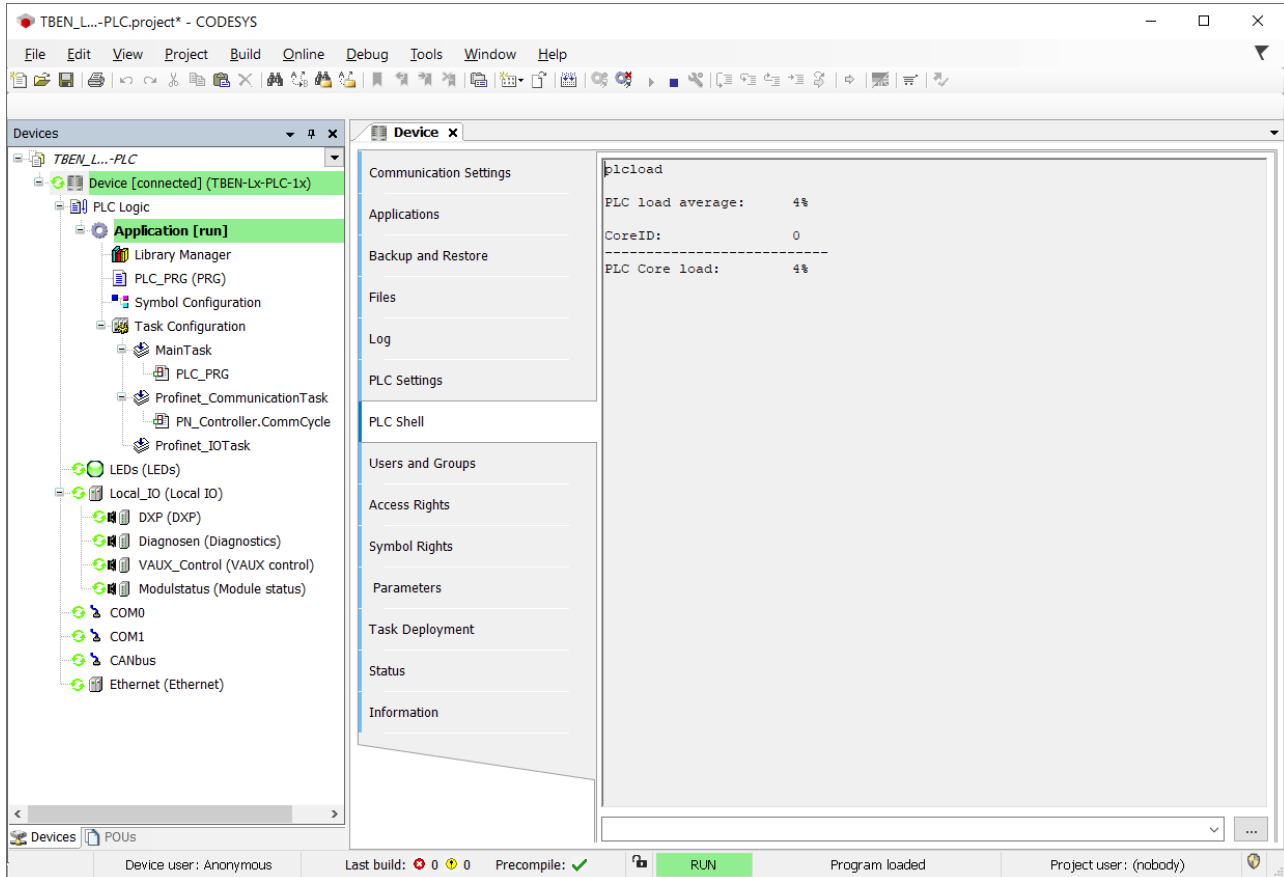 TBEN_L...-PLC.project* - CODESYS
File Edit View Project Build Online Debug Tools Window Help
Devices
TBEN_L...-PLC
Device [connected] (TBEN-Lx-PLC-1x)
PLC Logic
Application [run]
Library Manager
PLC_PRG (PRG)
Symbol Configuration
Task Configuration
MainTask
PLC_PRG
Profinet_CommunicationTask
PN_Controller.CommCycle
Profinet_IOTask
LEDs (LEDs)
Local_IO (Local IO)
DXP (DXP)
Diagnosen (Diagnostics)
VAUX_Control (VAUX control)
Modulstatus (Module status)
COM0
COM1
CANbus
Ethernet (Ethernet)
Devices POUs
Device
Communication Settings
Applications
Backup and Restore
Files
Log
PLC Settings
PLC Shell
Users and Groups
Access Rights
Symbol Rights
Parameters
Task Deployment
Status
Information
plcload
PLC load average: 4%
CoreID: 0
----------------------------
PLC Core load: 4%
...
Device user: Anonymous Last build: 0 0 Precompile: RUN Program loaded Project user: (nobody)